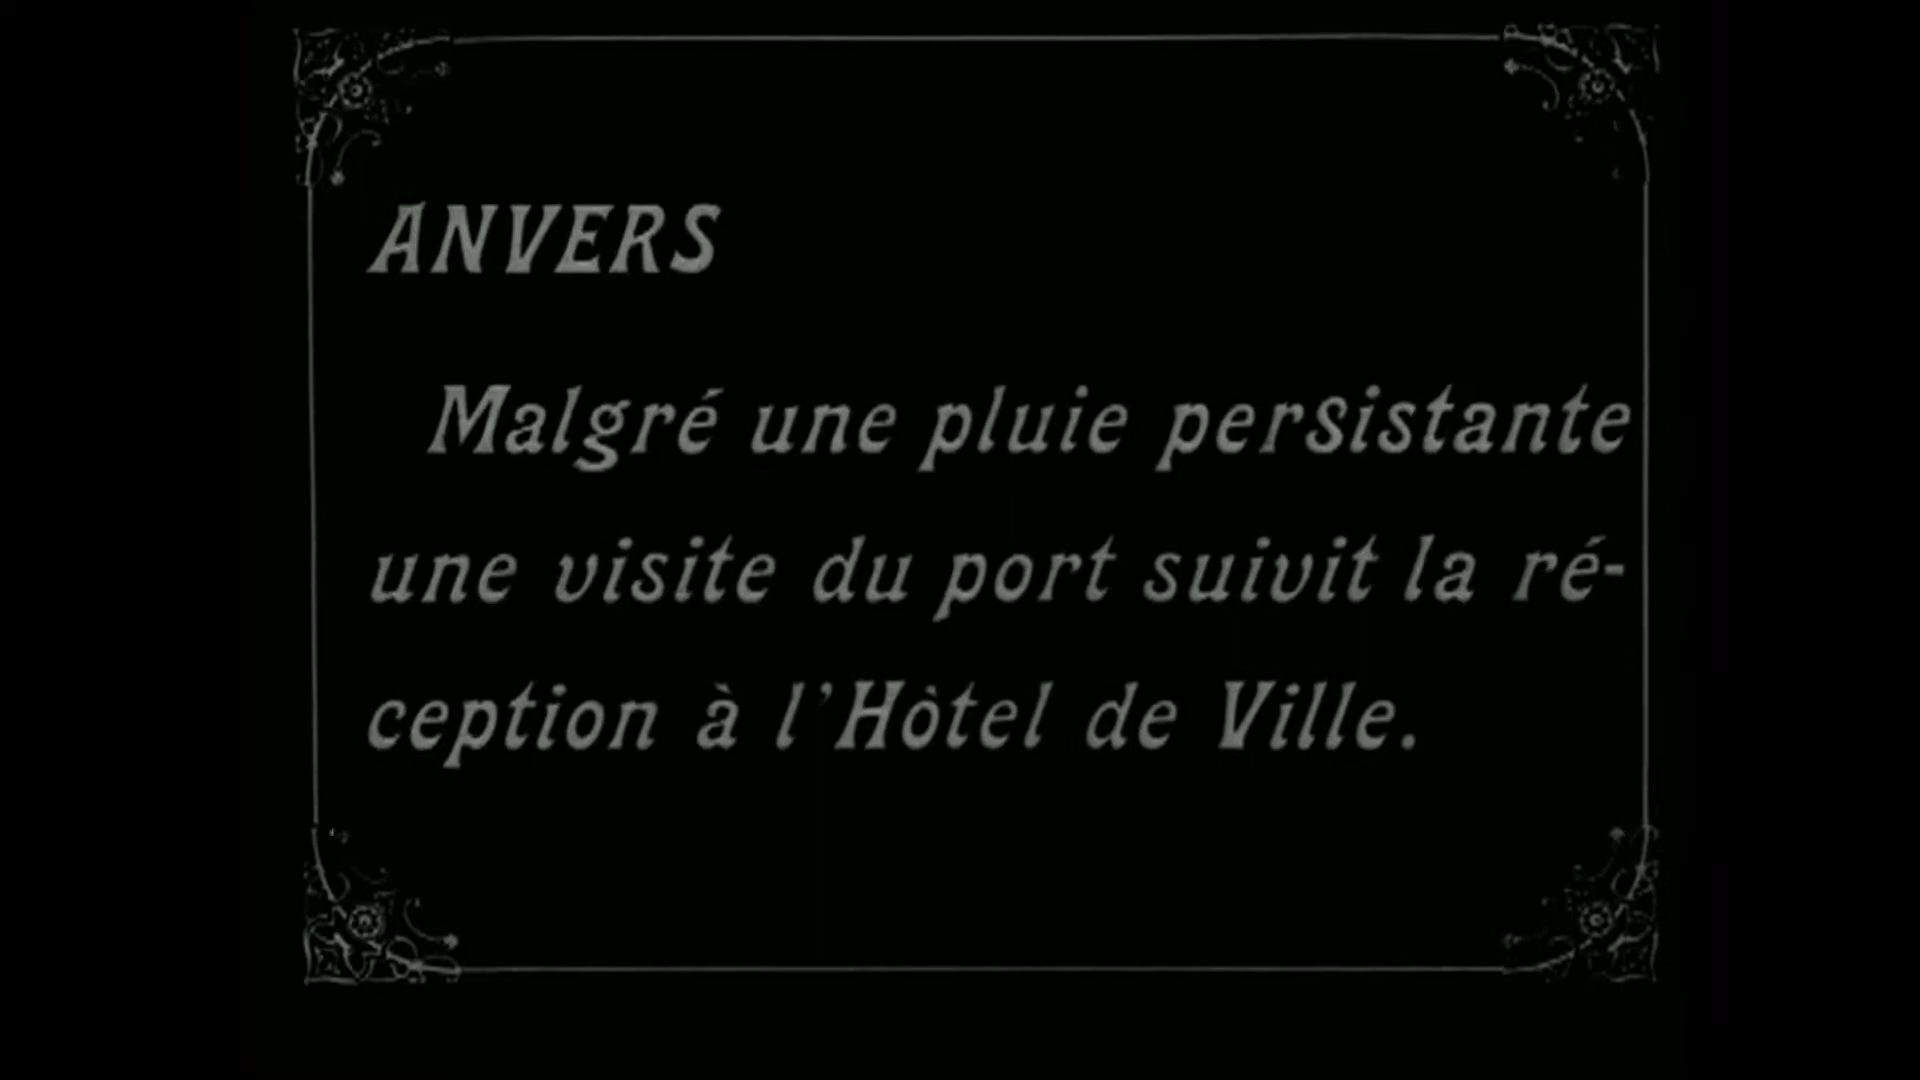 ANVERS
Malgré une pluie persistante
une visite du port suivit la ré-
ception à l'Hôtel de Ville.